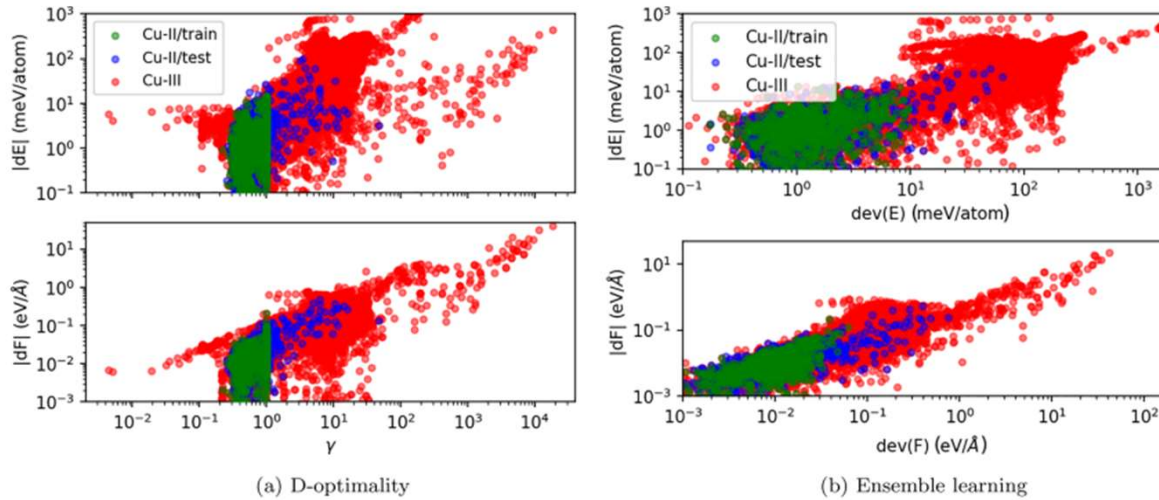 |dE| (meV/atom)
10³
10²
10¹
10⁰
10⁻¹
Cu-II/train
Cu-II/test
Cu-III
|dF| (eV/Å)
10¹
10⁰
10⁻¹
10⁻²
10⁻³
10⁻² 10⁻¹ 10⁰ 10¹ 10² 10³ 10⁴
γ
(a) D-optimality
|dE| (meV/atom)
10³
10²
10¹
10⁰
10⁻¹
Cu-II/train
Cu-II/test
Cu-III
10⁻¹ 10⁰ 10¹ 10² 10³
dev(E) (meV/atom)
|dF| (eV/Å)
10¹
10⁻¹
10⁻³
10⁻³ 10⁻² 10⁻¹ 10⁰ 10¹ 10²
dev(F) (eV/Å)
(b) Ensemble learning